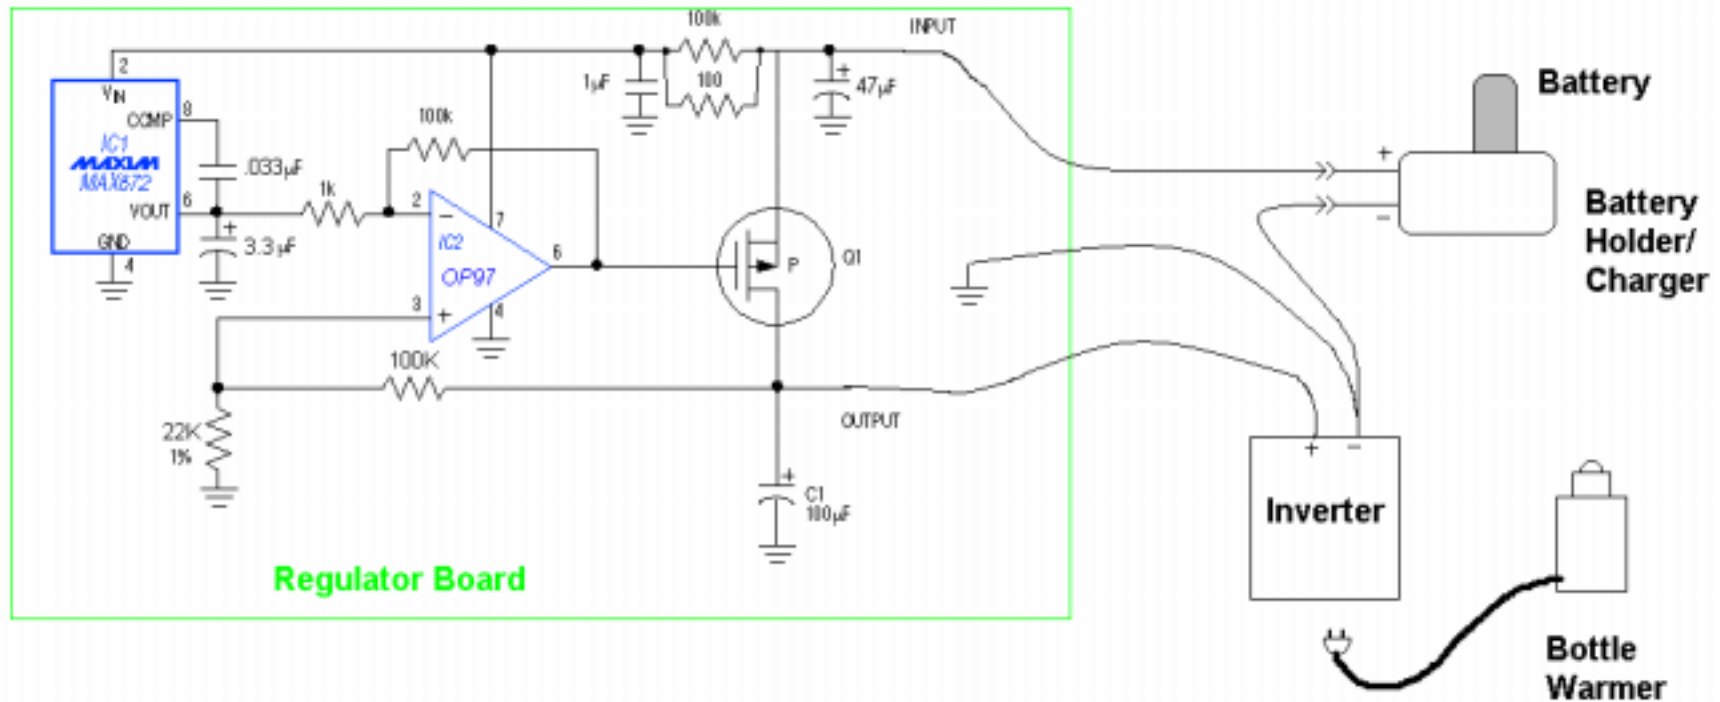 100k
INPUT
2
VIN
1µF
100
+
47µF
Battery
COMP
8
100k
IC1
MAXIM
MAX872
.033µF
+
1k
2
−
VOUT
6
+
7
3.3µF
IC2
Battery
Holder/
Charger
−
GND
4
OP97
6
P
Q1
3
+
4
100K
OUTPUT
22K
1%
+
C1
100µF
+
−
Inverter
Regulator Board
Bottle
Warmer